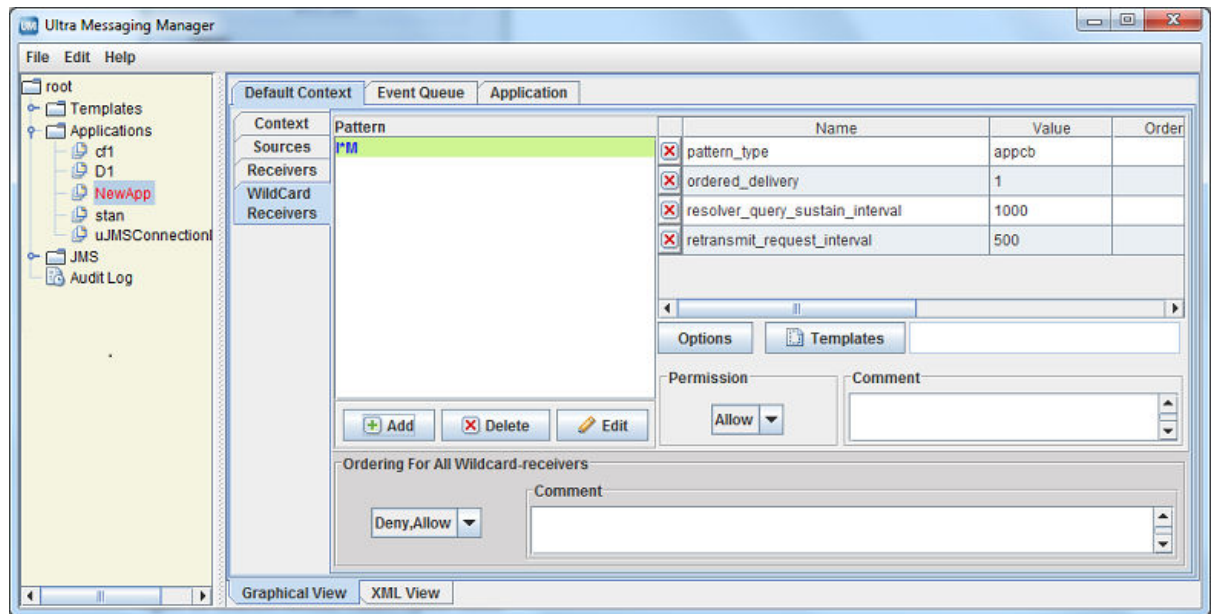 UM Ultra Messaging Manager
File Edit Help
root
Templates
Applications
cf1
D1
NewApp
stan
uJMSConnectionl
JMS
Audit Log
Default Context Event Queue Application
Context
Sources
Receivers
WildCard
Receivers
Pattern
I*M
Name Value Order
pattern_type appcb
ordered_delivery 1
resolver_query_sustain_interval 1000
retransmit_request_interval 500
Options Templates
Permission Comment
Allow
Add Delete Edit
Ordering For All Wildcard-receivers
Comment
Deny,Allow
Graphical View XML View